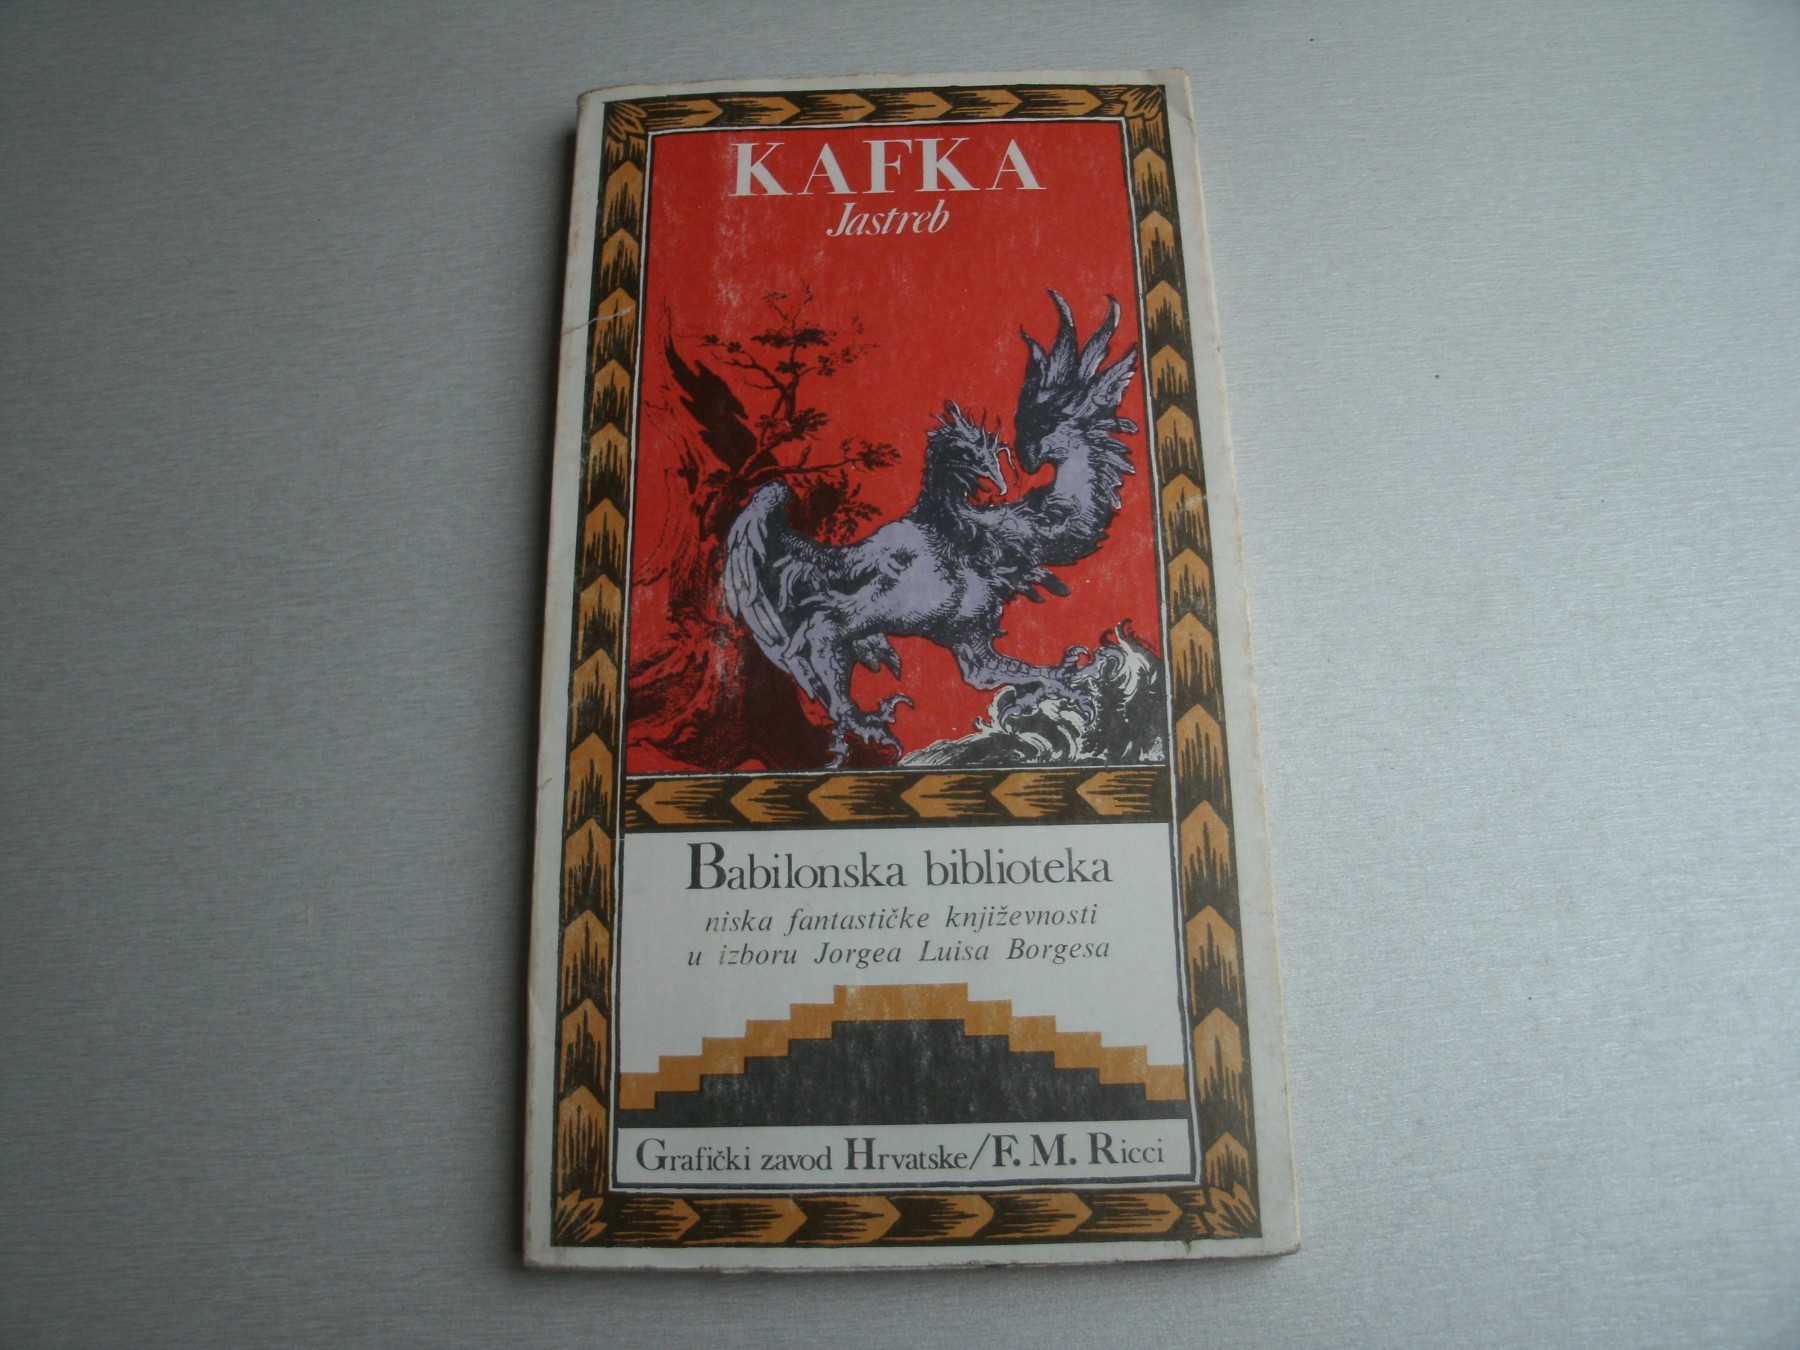 KAFKA
Jastreb
Babilonska biblioteka
niska fantastičke književnosti
u izboru Jorgea Luisa Borgesa
Grafički zavod Hrvatske/F. M. Ricci